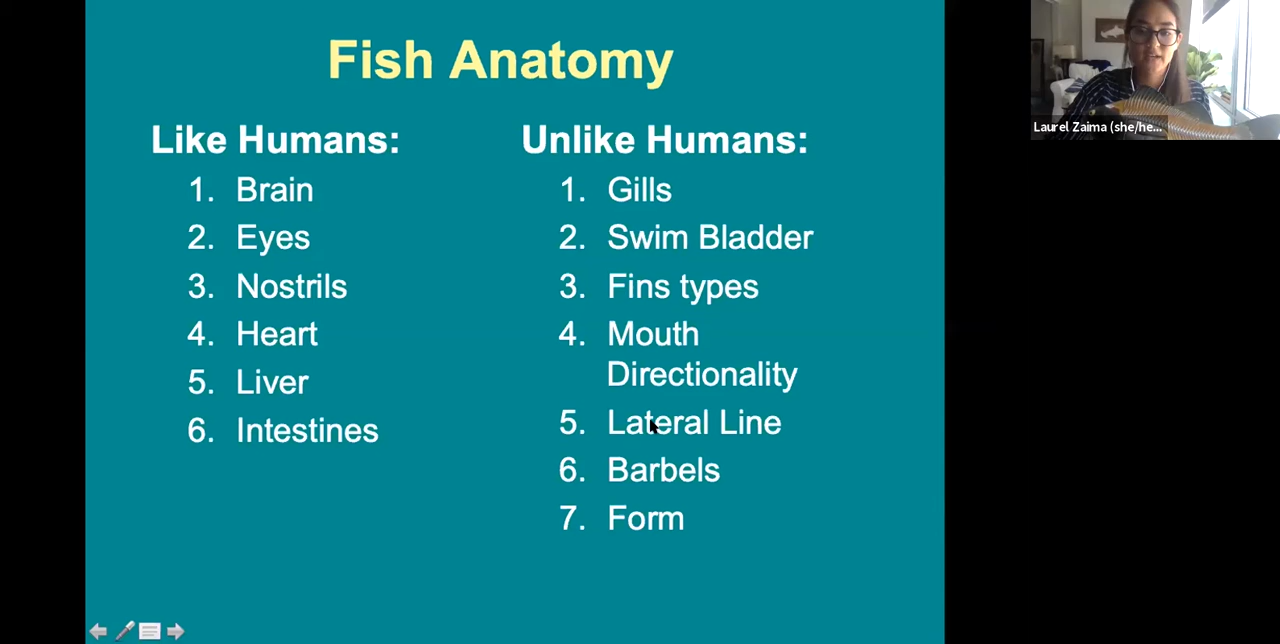 Fish Anatomy
Like Humans:
1. Brain
2. Eyes
3. Nostrils
4. Heart
5. Liver
6. Intestines
Unlike Humans:
1. Gills
2. Swim Bladder
3. Fins types
4. Mouth
Directionality
5. Lateral Line
6. Barbels
7. Form
Laurel Zaima (she/he...